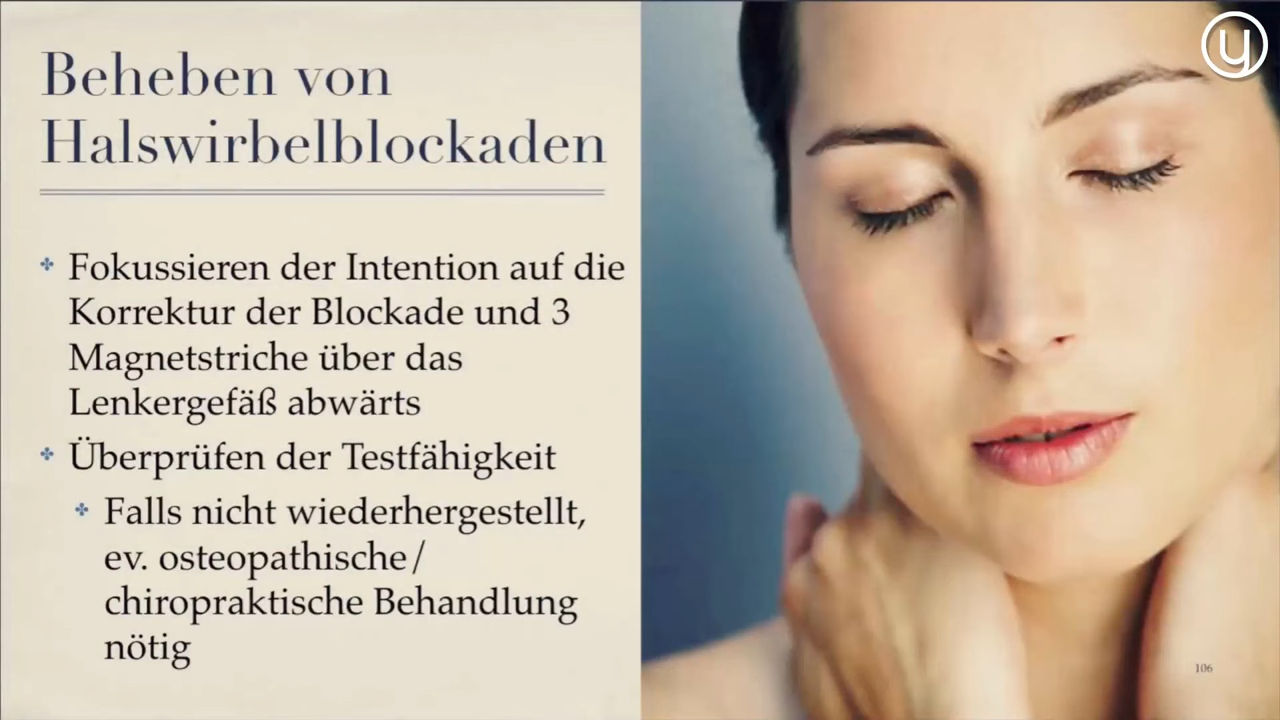 Beheben von
Halswirbelblockaden
Fokussieren der Intention auf die
Korrektur der Blockade und 3
Magnetstriche über das
Lenkergefäß abwärts
Überprüfen der Testfähigkeit
Falls nicht wiederhergestellt,
ev. osteopathische/
chiropraktische Behandlung
nötig
y
106